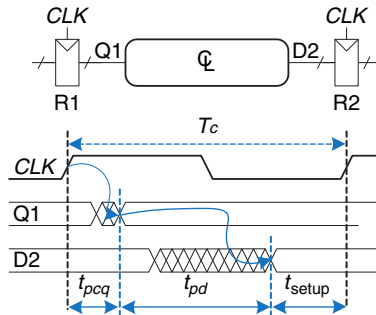 CLK CLK
Q1 CL D2
R1 R2
Tc
CLK
Q1
D2
tpcq tpd tsetup